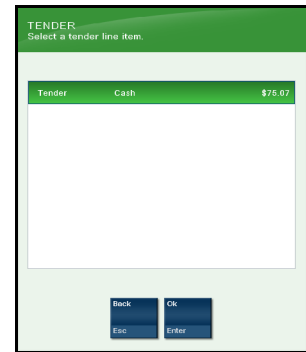 TENDER
Select a tender line item.
Tender Cash $75.07
Back Ok
Esc Enter